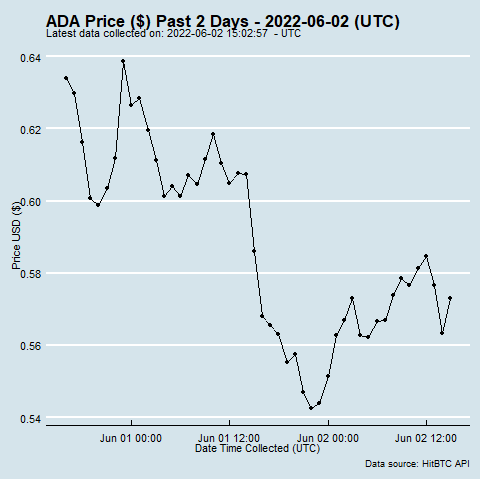 ADA Price ($) Past 2 Days - 2022-06-02 (UTC)
Latest data collected on: 2022-06-02 15:02:57 - UTC
0.64
0.62
0.60
0.58
0.56
0.54
Price USD ($)
Jun 01 00:00 Jun 01 12:00 Jun 02 00:00 Jun 02 12:00
Date Time Collected (UTC)
Data source: HitBTC API